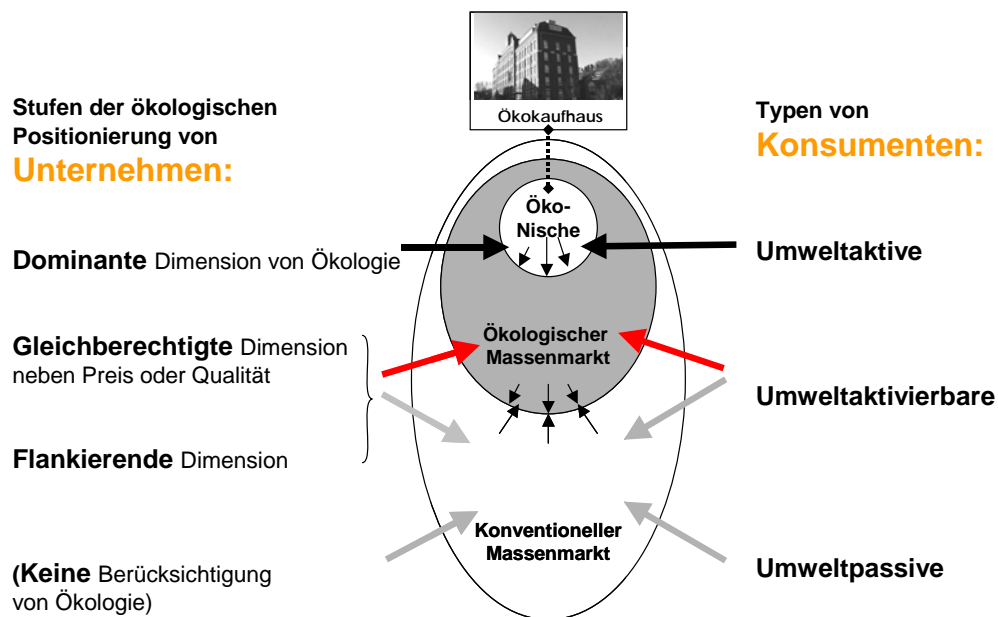 Ökokaufhaus
Stufen der ökologischen
Positionierung von
Unternehmen:
Typen von
Konsumenten:
Öko-
Nische
Dominante Dimension von Ökologie
Umweltaktive
Gleichberechtigte Dimension
neben Preis oder Qualität
Ökologischer
Massenmarkt
Umweltaktivierbare
Flankierende Dimension
Konventioneller
Massenmarkt
(Keine Berücksichtigung
von Ökologie)
Umweltpassive